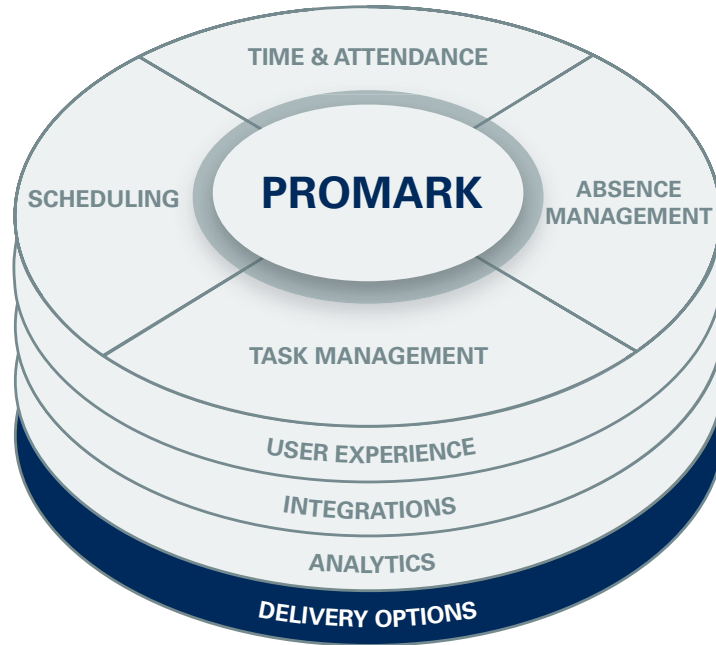 TIME & ATTENDANCE
SCHEDULING
PROMARK
ABSENCE
MANAGEMENT
TASK MANAGEMENT
USER EXPERIENCE
INTEGRATIONS
ANALYTICS
DELIVERY OPTIONS